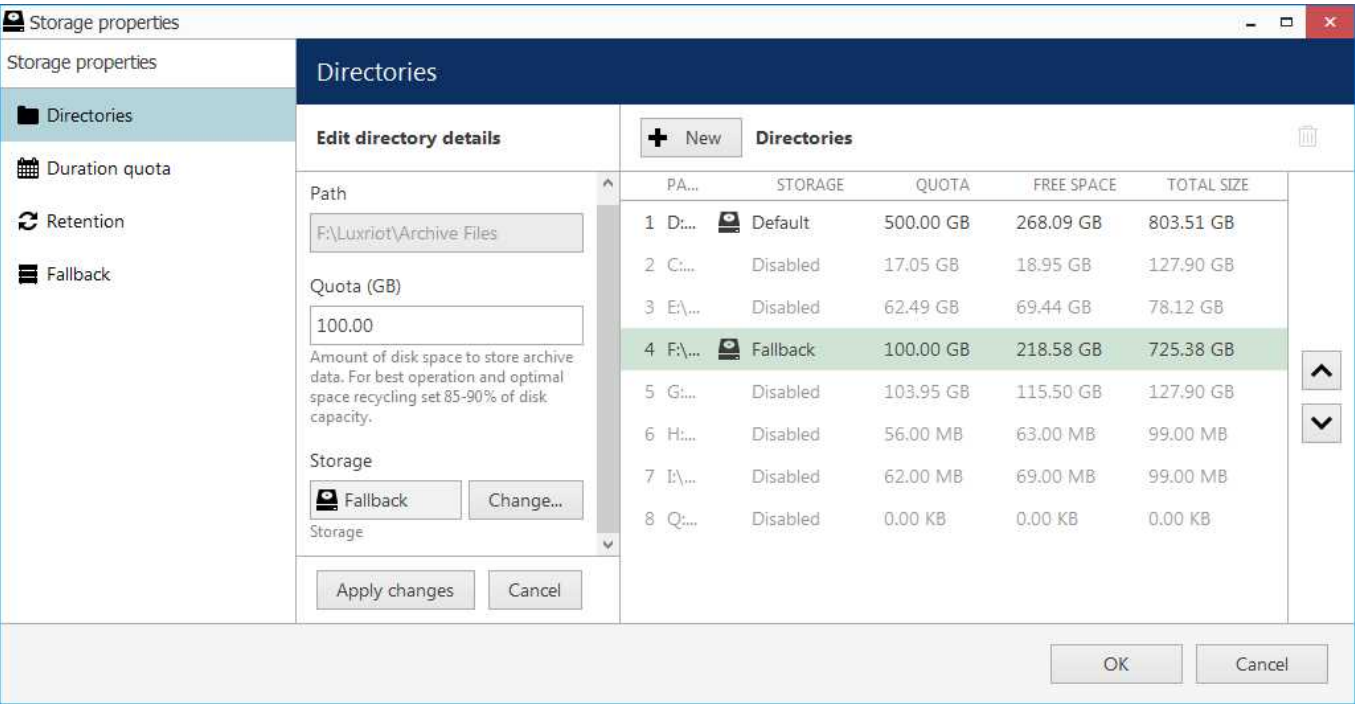 Storage properties
Storage properties
Directories
Duration quota
Retention
Fallback
Directories
Edit directory details
Path
F:\Luxriot\Archive Files
Quota (GB)
100.00
Amount of disk space to store archive
data. For best operation and optimal
space recycling set 85-90% of disk
capacity.
Storage
Fallback Change...
Storage
Apply changes Cancel
New Directories
PA... STORAGE QUOTA FREE SPACE TOTAL SIZE
1 D:... Default 500.00 GB 268.09 GB 803.51 GB
2 C:... Disabled 17.05 GB 18.95 GB 127.90 GB
3 E:\... Disabled 62.49 GB 69.44 GB 78.12 GB
4 F:\... Fallback 100.00 GB 218.58 GB 725.38 GB
5 G:... Disabled 103.95 GB 115.50 GB 127.90 GB
6 H:... Disabled 56.00 MB 63.00 MB 99.00 MB
7 I:\... Disabled 62.00 MB 69.00 MB 99.00 MB
8 Q:... Disabled 0.00 KB 0.00 KB 0.00 KB
OK Cancel